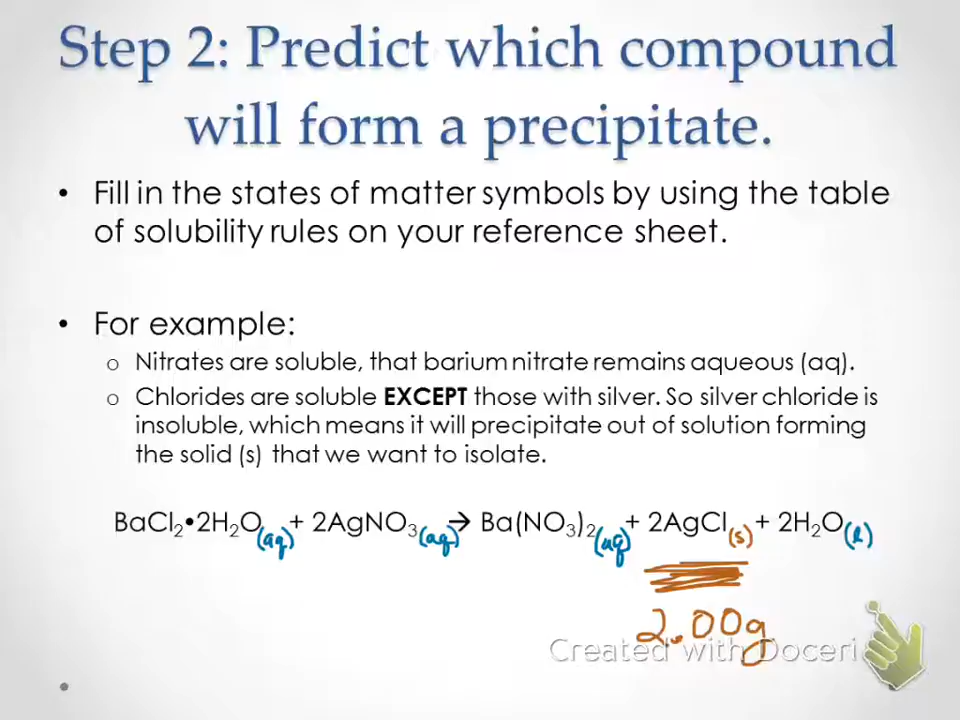 Step 2: Predict which compound
will form a precipitate.
• Fill in the states of matter symbols by using the table
of solubility rules on your reference sheet.
• For example:
o Nitrates are soluble, that barium nitrate remains aqueous (aq).
o Chlorides are soluble EXCEPT those with silver. So silver chloride is
insoluble, which means it will precipitate out of solution forming
the solid (s) that we want to isolate.
BaCl₂•2H₂O(aq) + 2AgNO₃(aq) → Ba(NO₃)₂(aq) + 2AgCl(s) + 2H₂O(l)
2.00g
Created with Doceri